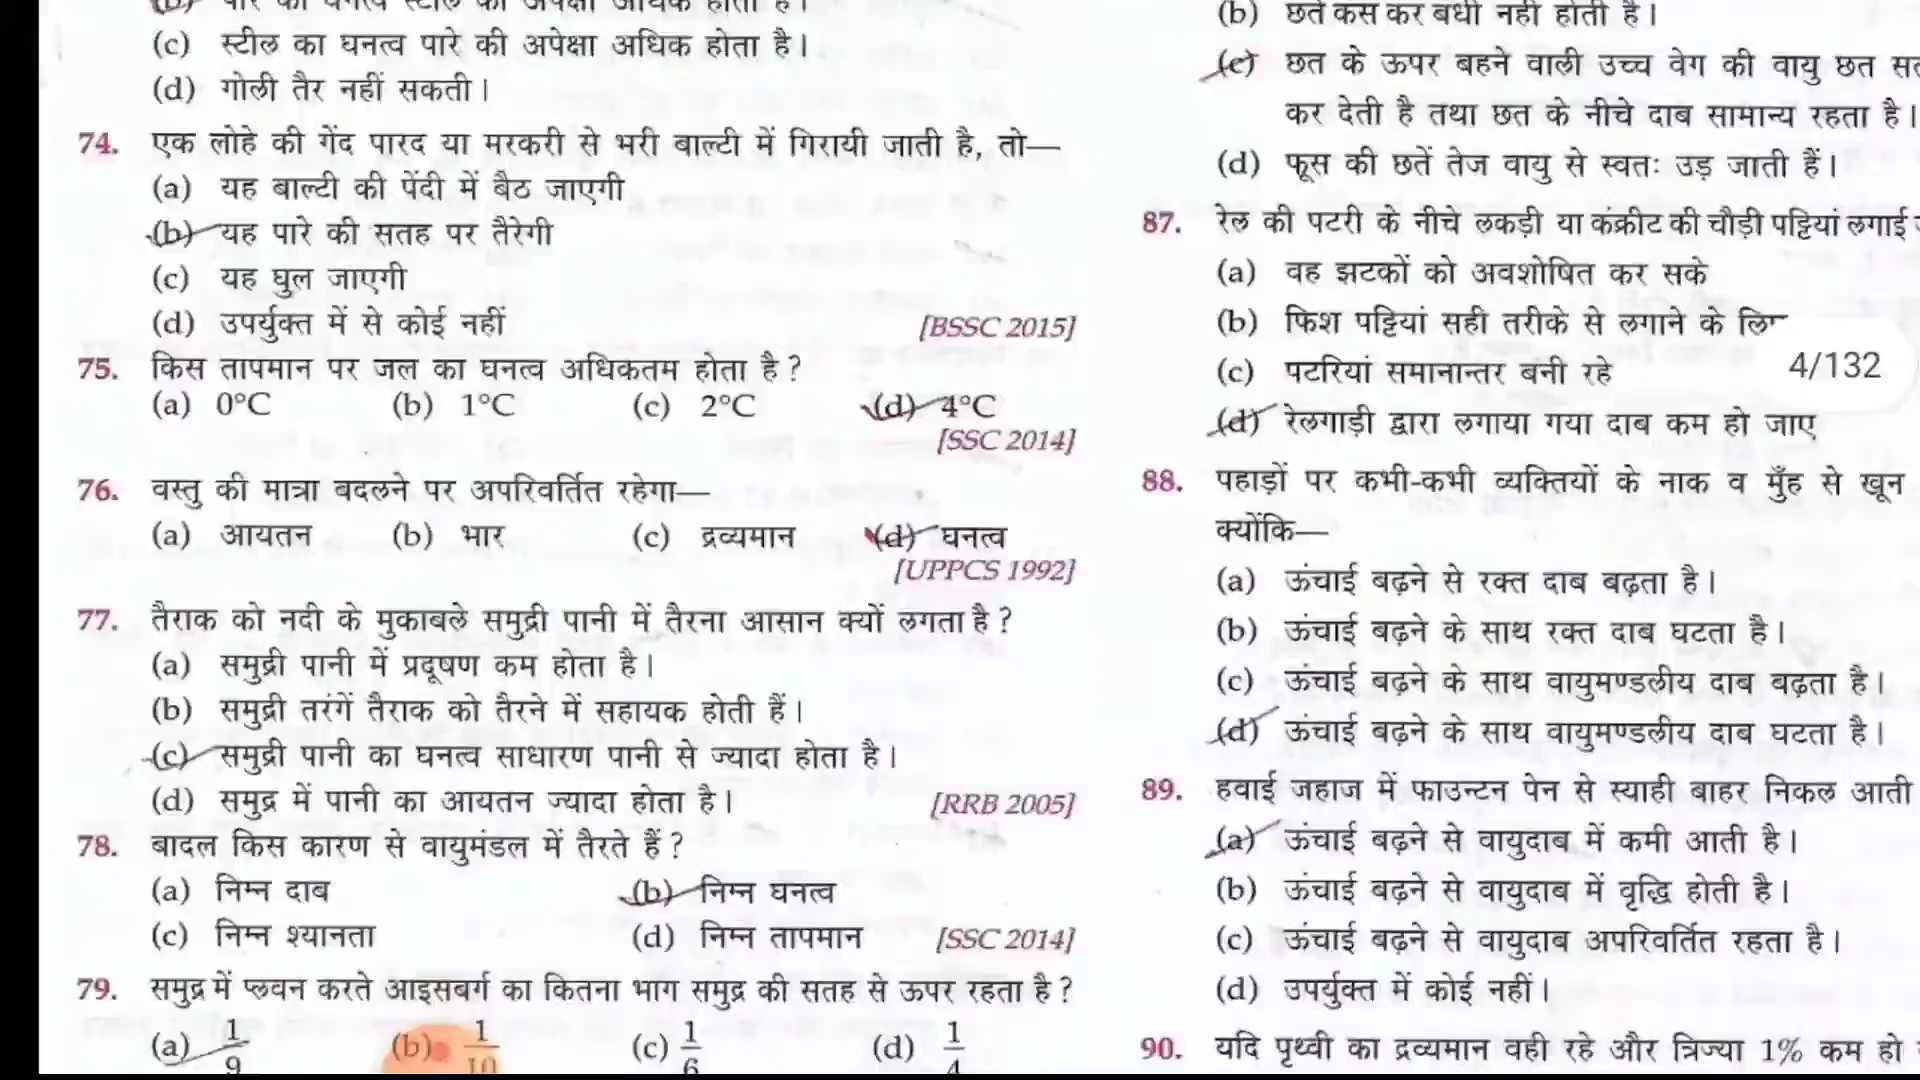 (c) स्टील का घनत्व पारे की अपेक्षा अधिक होता है।
(d) गोली तैर नहीं सकती।
74. एक लोहे की गेंद पारद या मरकरी से भरी बाल्टी में गिरायी जाती है, तो—
(a) यह बाल्टी की पेंदी में बैठ जाएगी
(b) यह पारे की सतह पर तैरेगी
(c) यह घुल जाएगी
(d) उपर्युक्त में से कोई नहीं [BSSC 2015]
75. किस तापमान पर जल का घनत्व अधिकतम होता है?
(a) 0°C (b) 1°C (c) 2°C (d) 4°C
[SSC 2014]
76. वस्तु की मात्रा बदलने पर अपरिवर्तित रहेगा—
(a) आयतन (b) भार (c) द्रव्यमान (d) घनत्व
[UPPCS 1992]
77. तैराक को नदी के मुकाबले समुद्री पानी में तैरना आसान क्यों लगता है?
(a) समुद्री पानी में प्रदूषण कम होता है।
(b) समुद्री तरंगें तैराक को तैरने में सहायक होती हैं।
(c) समुद्री पानी का घनत्व साधारण पानी से ज्यादा होता है।
(d) समुद्र में पानी का आयतन ज्यादा होता है। [RRB 2005]
78. बादल किस कारण से वायुमंडल में तैरते हैं?
(a) निम्न दाब (b) निम्न घनत्व
(c) निम्न श्यानता (d) निम्न तापमान [SSC 2014]
79. समुद्र में प्लवन करते आइसबर्ग का कितना भाग समुद्र की सतह से ऊपर रहता है?
(a) 1/9 (b) 1/10 (c) 1/6 (d) 1/4
(b) छतें कस कर बंधी नहीं होती हैं।
(c) छत के ऊपर बहने वाली उच्च वेग की वायु छत
कर देती है तथा छत के नीचे दाब सामान्य रहता है।
(d) फूस की छतें तेज वायु से स्वतः उड़ जाती हैं।
87. रेल की पटरी के नीचे लकड़ी या कंक्रीट की चौड़ी पट्टियां लगाई
(a) वह झटकों को अवशोषित कर सके
(b) फिश पट्टियां सही तरीके से लगाने के
(c) पटरियां समानान्तर बनी रहे
4/132
(d) रेलगाड़ी द्वारा लगाया गया दाब कम हो जाए
88. पहाड़ों पर कभी-कभी व्यक्तियों के नाक व मुँह से खून
क्योंकि—
(a) ऊंचाई बढ़ने से रक्त दाब बढ़ता है।
(b) ऊंचाई बढ़ने के साथ रक्त दाब घटता है।
(c) ऊंचाई बढ़ने के साथ वायुमण्डलीय दाब बढ़ता है।
(d) ऊंचाई बढ़ने के साथ वायुमण्डलीय दाब घटता है।
89. हवाई जहाज में फाउन्टन पेन से स्याही बाहर निकल आती
(a) ऊंचाई बढ़ने से वायुदाब में कमी आती है।
(b) ऊंचाई बढ़ने से वायुदाब में वृद्धि होती है।
(c) ऊंचाई बढ़ने से वायुदाब अपरिवर्तित रहता है।
(d) उपर्युक्त में कोई नहीं।
90. यदि पृथ्वी का द्रव्यमान वही रहे और त्रिज्या 1% कम हो